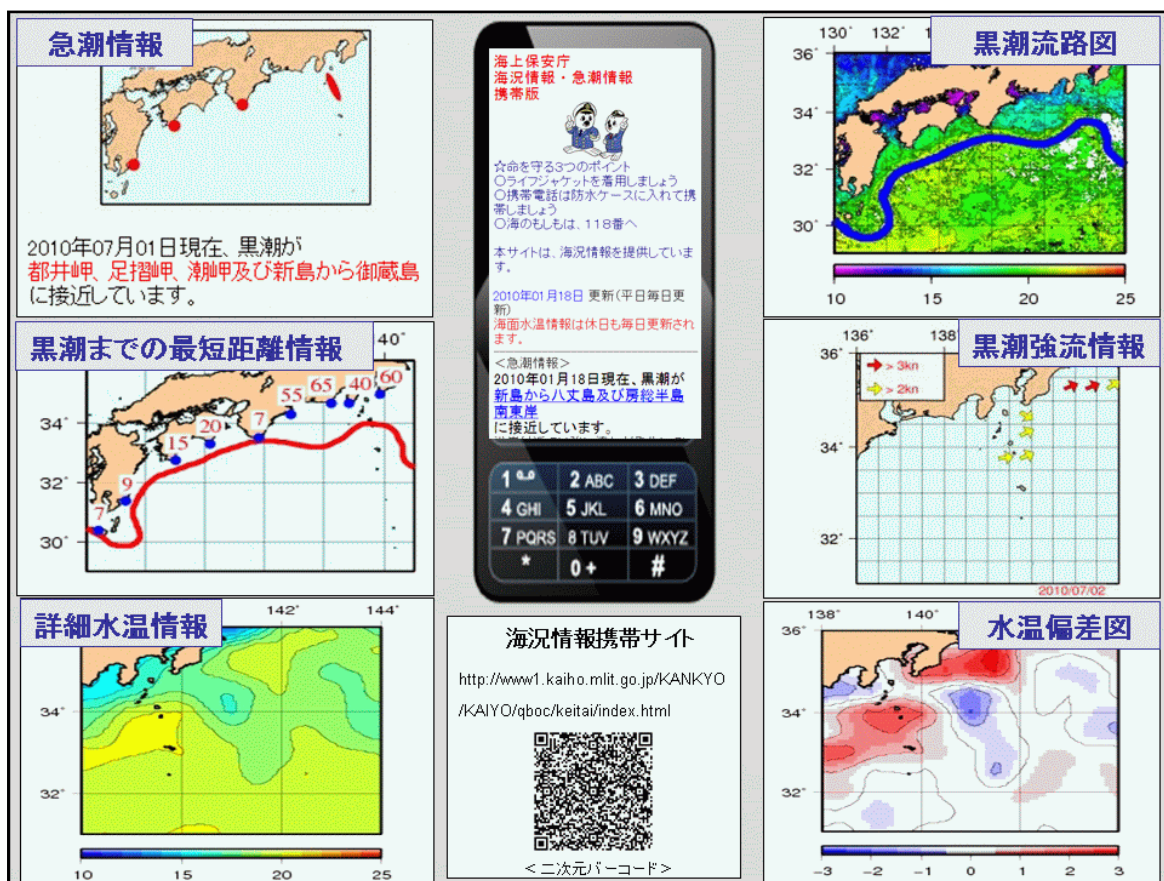 急潮情報
2010年07月01日現在、黒潮が
都井岬、足摺岬、潮岬及び新島から御蔵島
に接近しています。
黒潮までの最短距離情報
40°
60
40
65
55
7
20
15
9
7
34°
32°
30°
詳細水温情報
142°
144°
36°
34°
32°
10
15
20
25
海上保安庁
海況情報・急潮情報
携帯版
☆命を守る3つのポイント
○ライフジャケットを着用しましょう
○携帯電話は防水ケースに入れて携
帯しましょう
○海のもしもは、118番へ
本サイトは、海況情報を提供していま
す。
2010年01月18日 更新(平日毎日更
新)
海面水温情報は休日も毎日更新され
ます。
<急潮情報>
2010年01月18日現在、黒潮が
新島から八丈島及び房総半島
南東岸
に接近しています。
1
2 ABC
3 DEF
4 GHI
5 JKL
6 MNO
7 PQRS
8 TUV
9 WXYZ
*
0 +
#
海況情報携帯サイト
http://www1.kaiho.mlit.go.jp/KANKYO
/KAIYO/qboc/keitai/index.html
<二次元バーコード>
黒潮流路図
130°
132°
36°
34°
32°
30°
10
15
20
25
黒潮強流情報
136°
138°
36°
> 3kn
> 2kn
34°
32°
2010/07/02
水温偏差図
138°
140°
36°
34°
32°
-3
-2
-1
0
1
2
3